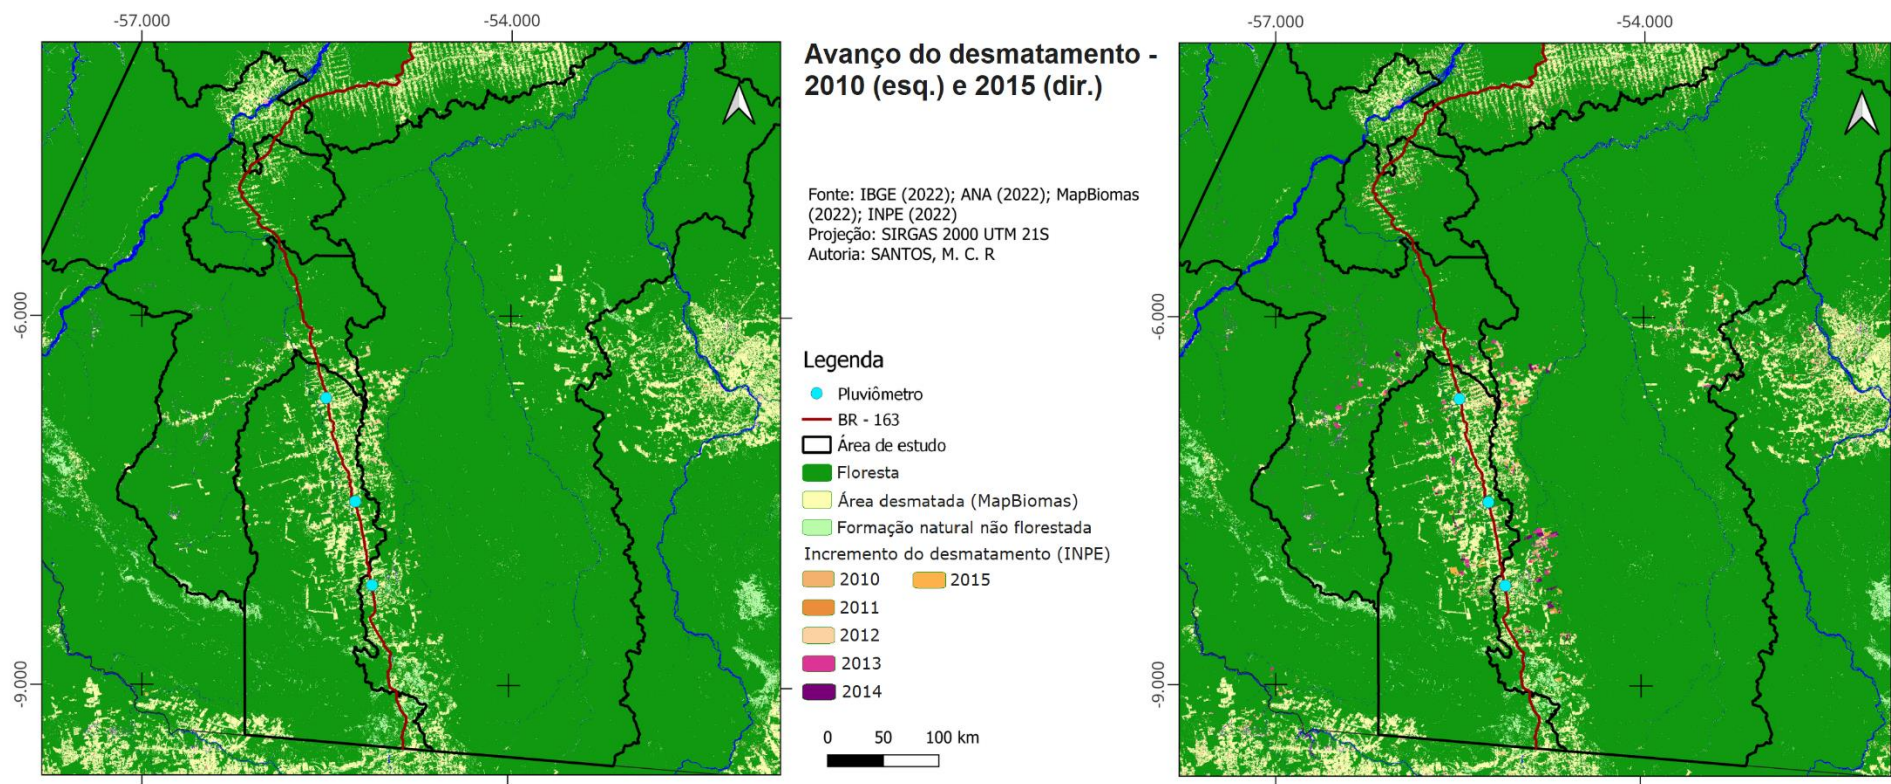 -57.000
-54.000
-6.000
-9.000
Avanço do desmatamento -
2010 (esq.) e 2015 (dir.)
Fonte: IBGE (2022); ANA (2022); MapBiomas
(2022); INPE (2022)
Projeção: SIRGAS 2000 UTM 21S
Autoria: SANTOS, M. C. R
Legenda
Pluviômetro
BR - 163
Área de estudo
Floresta
Área desmatada (MapBiomas)
Formação natural não florestada
Incremento do desmatamento (INPE)
2010
2015
2011
2012
2013
2014
0 50 100 km
-57.000
-54.000
-6.000
-9.000